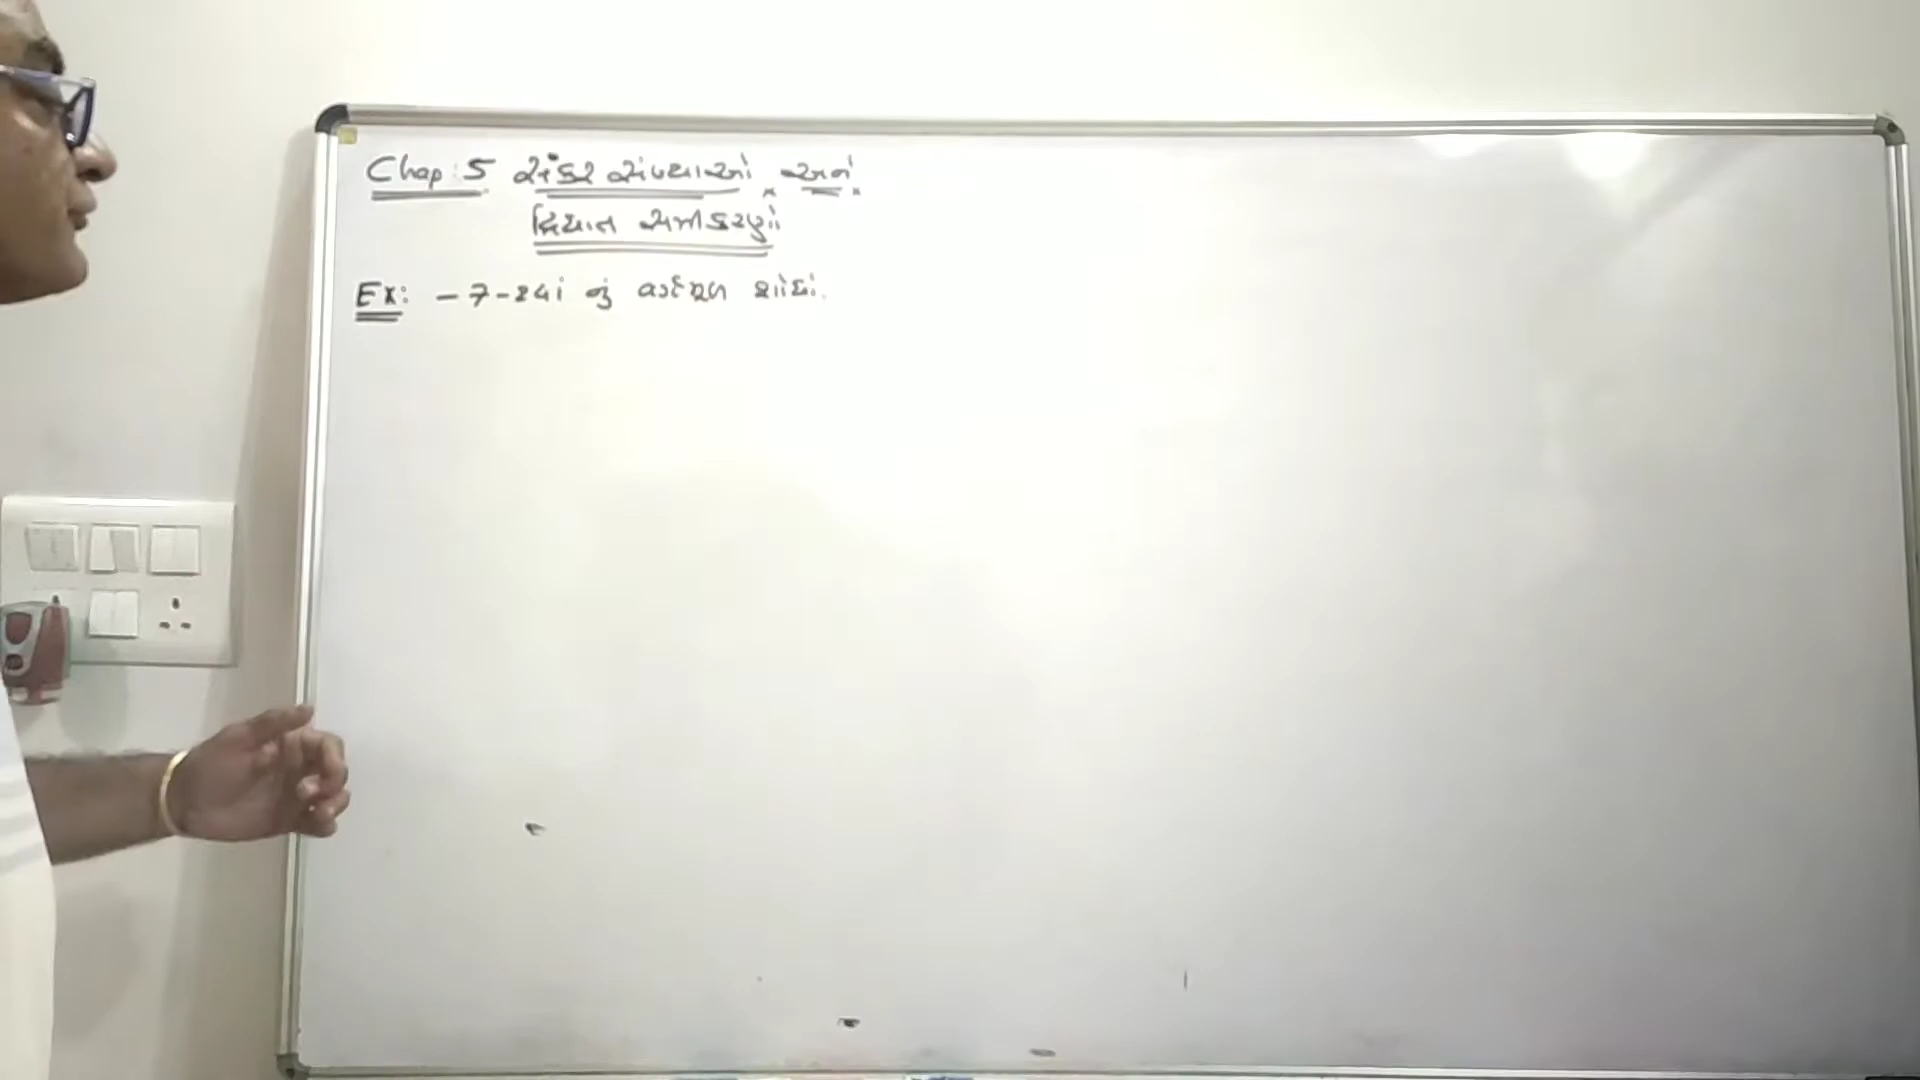 Chap: 5 સંકર સંખ્યાઓ અને
દ્વિઘાત સમીકરણો
Ex: -7-24i નું વર્ગમૂળ શોધો.